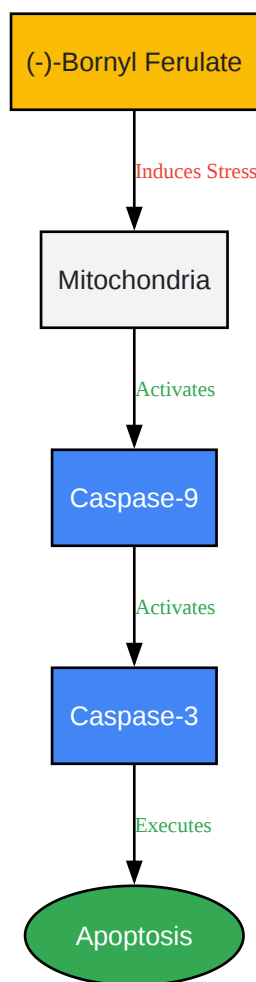 (-)-Bornyl Ferulate
Induces Stress
Mitochondria
Activates
Caspase-9
Activates
Caspase-3
Executes
Apoptosis